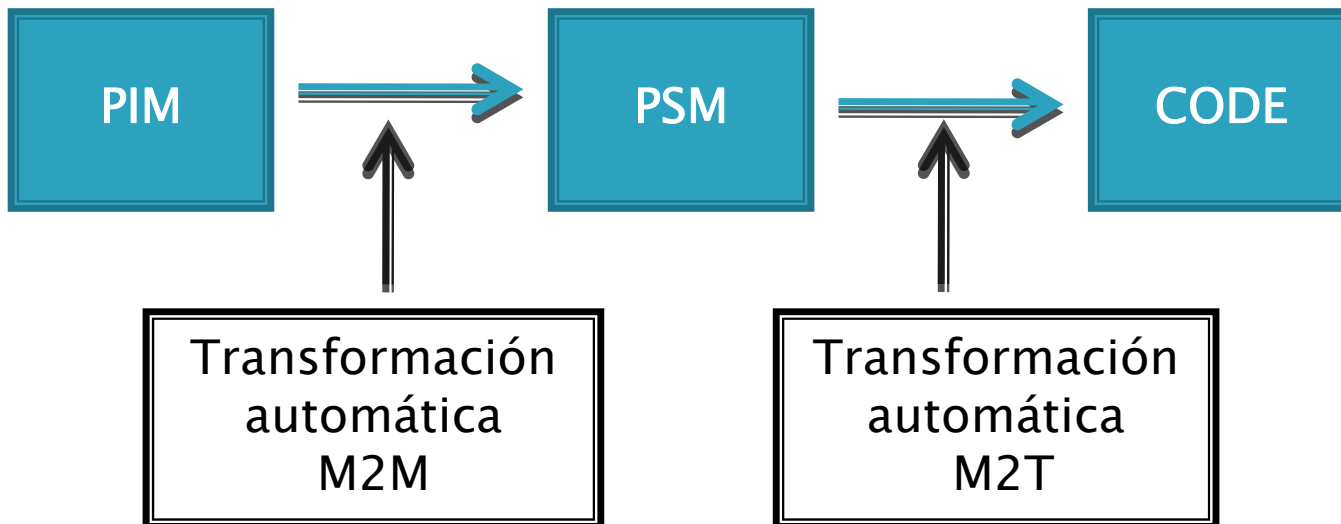 PIM
PSM
CODE
Transformación
automática
M2M
Transformación
automática
M2T